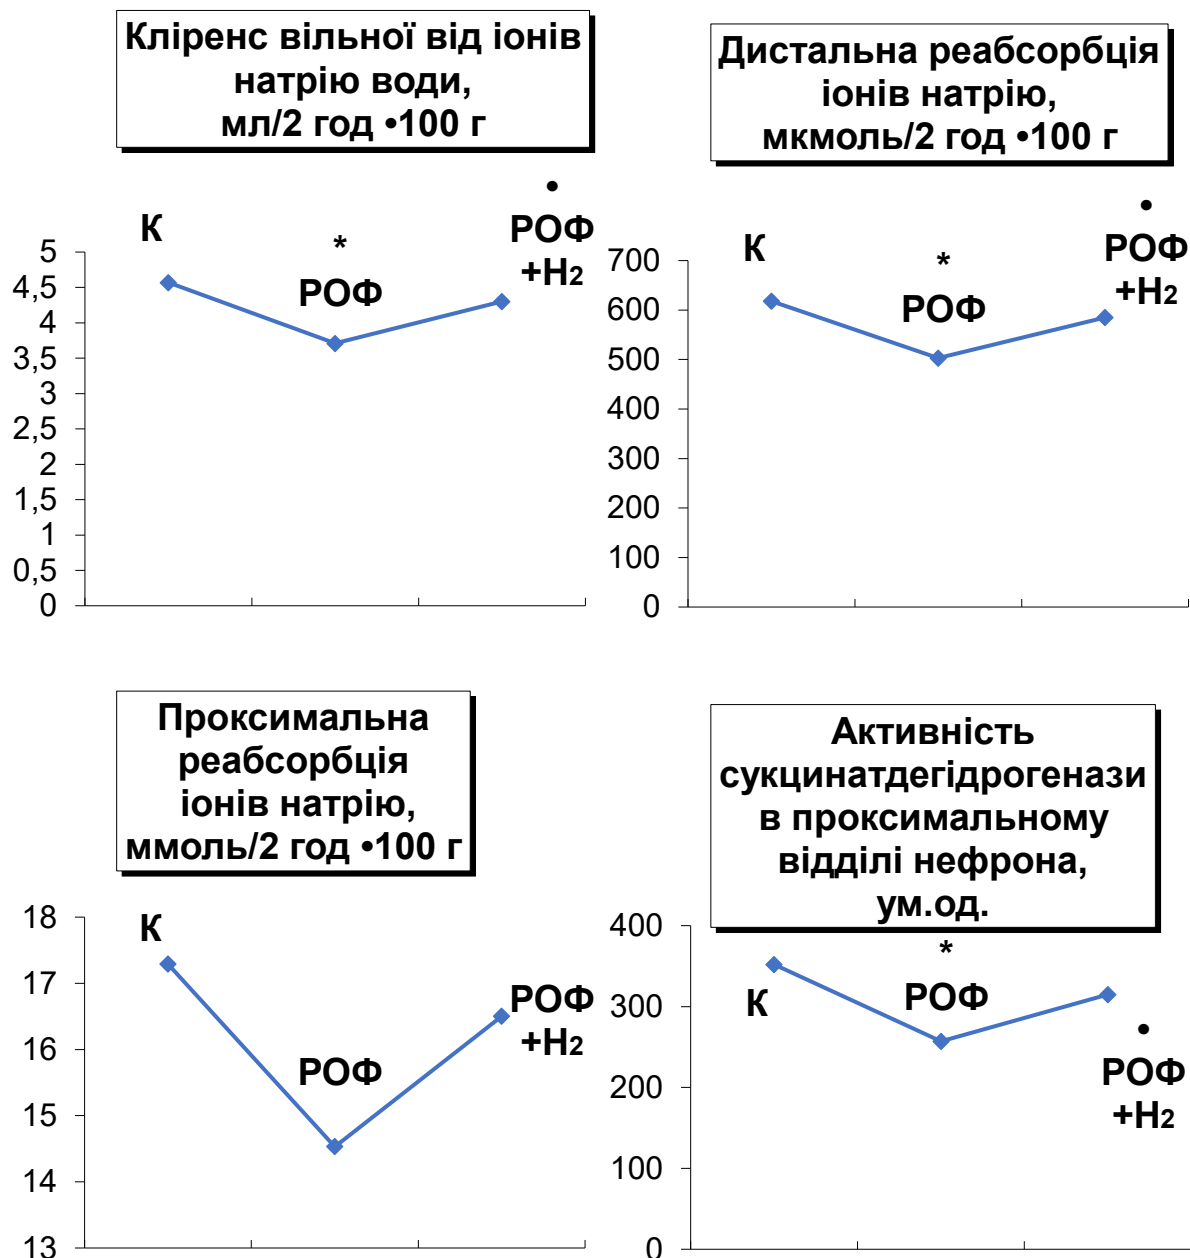 Кліренс вільної від іонів
натрію води,
мл/2 год •100 г
К
*
РОФ
•
РОФ
+Н2
5
4,5
4
3,5
3
2,5
2
1,5
1
0,5
0
Дистальна реабсорбція
іонів натрію,
мкмоль/2 год •100 г
К
*
РОФ
•
РОФ
+Н2
700
600
500
400
300
200
100
0
Проксимальна
реабсорбція
іонів натрію,
ммоль/2 год •100 г
К
РОФ
РОФ
+Н2
18
17
16
15
14
13
Активність
сукцинатдегідрогенази
в проксимальному
відділі нефрона,
ум.од.
К
*
РОФ
•
РОФ
+Н2
400
300
200
100
0